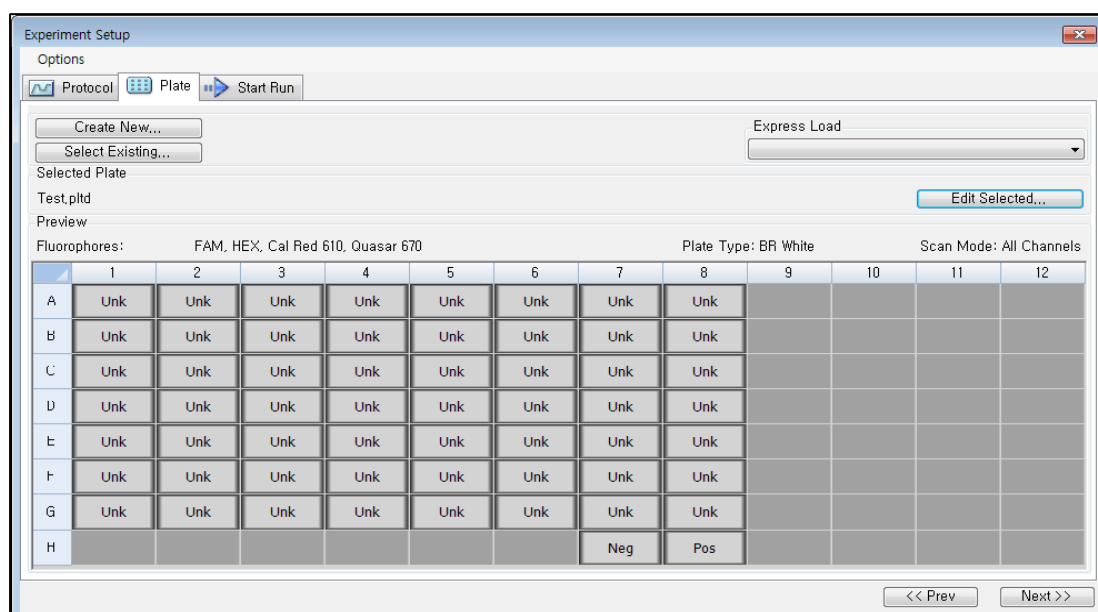 Experiment Setup
Options
Protocol Plate Start Run
Create New...
Express Load
Select Existing...
Selected Plate
Test.pltd
Edit Selected...
Preview
Fluorophores: FAM, HEX, Cal Red 610, Quasar 670 Plate Type: BR White Scan Mode: All Channels
1 2 3 4 5 6 7 8 9 10 11 12
A Unk Unk Unk Unk Unk Unk Unk Unk
B Unk Unk Unk Unk Unk Unk Unk Unk
C Unk Unk Unk Unk Unk Unk Unk Unk
D Unk Unk Unk Unk Unk Unk Unk Unk
E Unk Unk Unk Unk Unk Unk Unk Unk
F Unk Unk Unk Unk Unk Unk Unk Unk
G Unk Unk Unk Unk Unk Unk Unk Unk
H Neg Pos
<< Prev Next >>